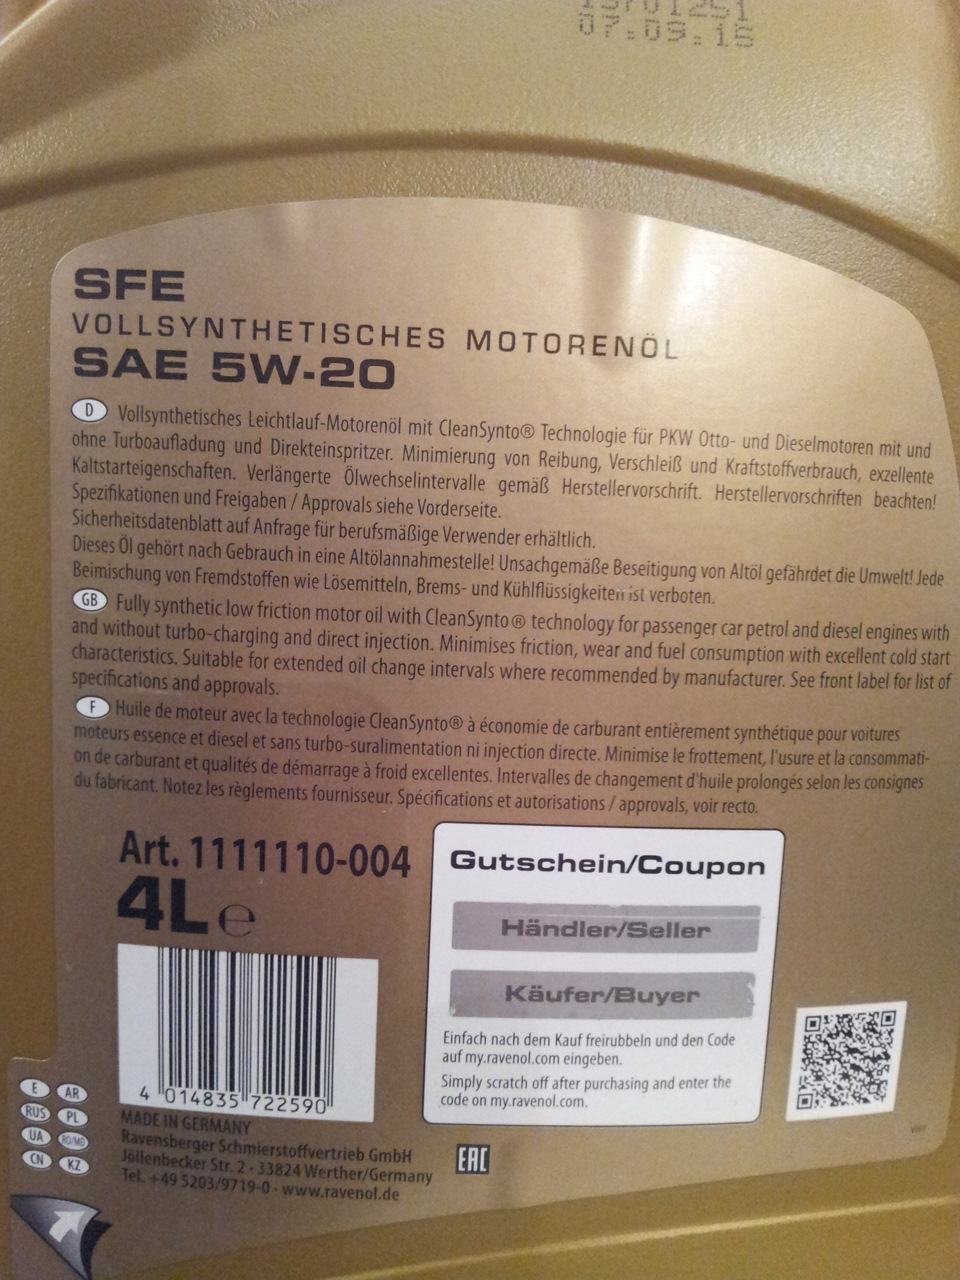 07.09.15
SFE
VOLLSYNTHETISCHES MOTORENÖL
SAE 5W-20
D Vollsynthetisches Leichtlauf-Motorenöl mit CleanSynto® Technologie für PKW Otto- und Dieselmotoren mit und
ohne Turboaufladung und Direkteinspritzer. Minimierung von Reibung, Verschleiß und Kraftstoffverbrauch, exzellente
Kaltstarteigenschaften. Verlängerte Ölwechselintervalle gemäß Herstellervorschrift. Herstellervorschriften beachten!
Spezifikationen und Freigaben / Approvals siehe Vorderseite.
Sicherheitsdatenblatt auf Anfrage für berufsmäßige Verwender erhältlich.
Dieses Öl gehört nach Gebrauch in eine Altölannahmestelle! Unsachgemäße Beseitigung von Altöl gefährdet die Umwelt! Jede
Beimischung von Fremdstoffen wie Lösemitteln, Brems- und Kühlflüssigkeiten ist verboten.
GB Fully synthetic low friction motor oil with CleanSynto® technology for passenger car petrol and diesel engines with
and without turbo-charging and direct injection. Minimises friction, wear and fuel consumption with excellent cold start
characteristics. Suitable for extended oil change intervals where recommended by manufacturer. See front label for list of
specifications and approvals.
F Huile de moteur avec la technologie CleanSynto® à économie de carburant entièrement synthétique pour voitures
moteurs essence et diesel et sans turbo-suralimentation ni injection directe. Minimise le frottement, l'usure et la consommati-
on de carburant et qualités de démarrage à froid excellentes. Intervalles de changement d'huile prolongés selon les consignes
du fabricant. Notez les règlements fournisseur. Spécifications et autorisations / approvals, voir recto.
Art. 1111110-004
4L e
Gutschein/Coupon
Händler/Seller
Käufer/Buyer
Einfach nach dem Kauf freirubbeln und den Code
auf my.ravenol.com eingeben.
Simply scratch off after purchasing and enter the
code on my.ravenol.com.
4 014835 722590
E AR
RUS PL
UA RO/MD
CN KZ
MADE IN GERMANY
Ravensberger Schmierstoffvertrieb GmbH
Jöllenbecker Str. 2 · 33824 Werther/Germany
Tel. +49 5203/9719-0 · www.ravenol.de
EAC